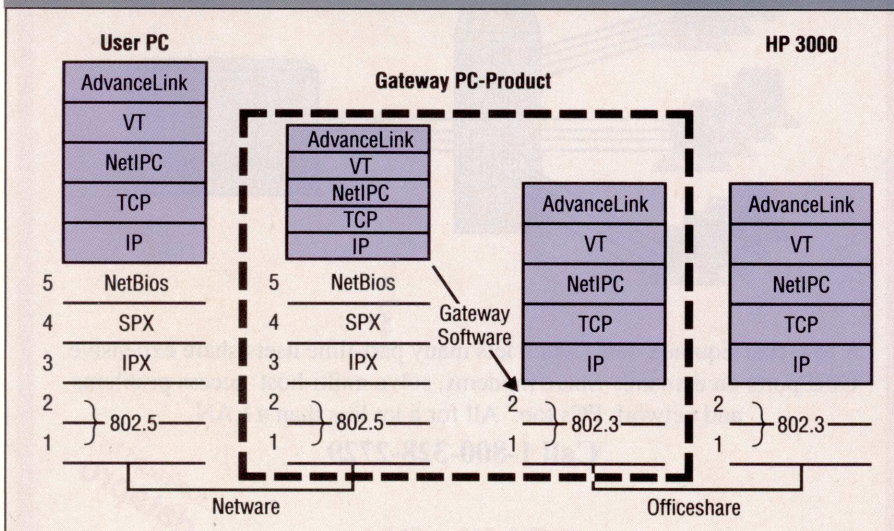 User PC
HP 3000
Gateway PC-Product
AdvanceLink
VT
NetIPC
TCP
IP
5 NetBios
4 SPX
3 IPX
2
802.5
1
AdvanceLink
VT
NetIPC
TCP
IP
5 NetBios
4 SPX
3 IPX
2
802.5
1
Gateway
Software
AdvanceLink
VT
NetIPC
TCP
IP
2
802.3
1
AdvanceLink
VT
NetIPC
TCP
IP
2
802.3
1
Netware
Officeshare